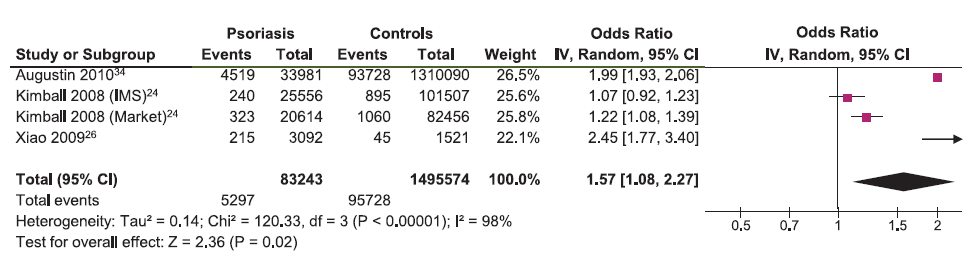 Psoriasis Controls Odds Ratio Odds Ratio
Study or Subgroup Events Total Events Total Weight IV, Random, 95% CI IV, Random, 95% CI
Augustin 2010³⁴ 4519 33981 93728 1310090 26.5% 1.99 [1.93, 2.06]
Kimball 2008 (IMS)²⁴ 240 25556 895 101507 25.6% 1.07 [0.92, 1.23]
Kimball 2008 (Market)²⁴ 323 20614 1060 82456 25.8% 1.22 [1.08, 1.39]
Xiao 2009²⁶ 215 3092 45 1521 22.1% 2.45 [1.77, 3.40]
Total (95% CI) 83243 1495574 100.0% 1.57 [1.08, 2.27]
Total events 5297 95728
Heterogeneity: Tau² = 0.14; Chi² = 120.33, df = 3 (P < 0.00001); I² = 98%
Test for overall effect: Z = 2.36 (P = 0.02)
0.5 0.7 1 1.5 2